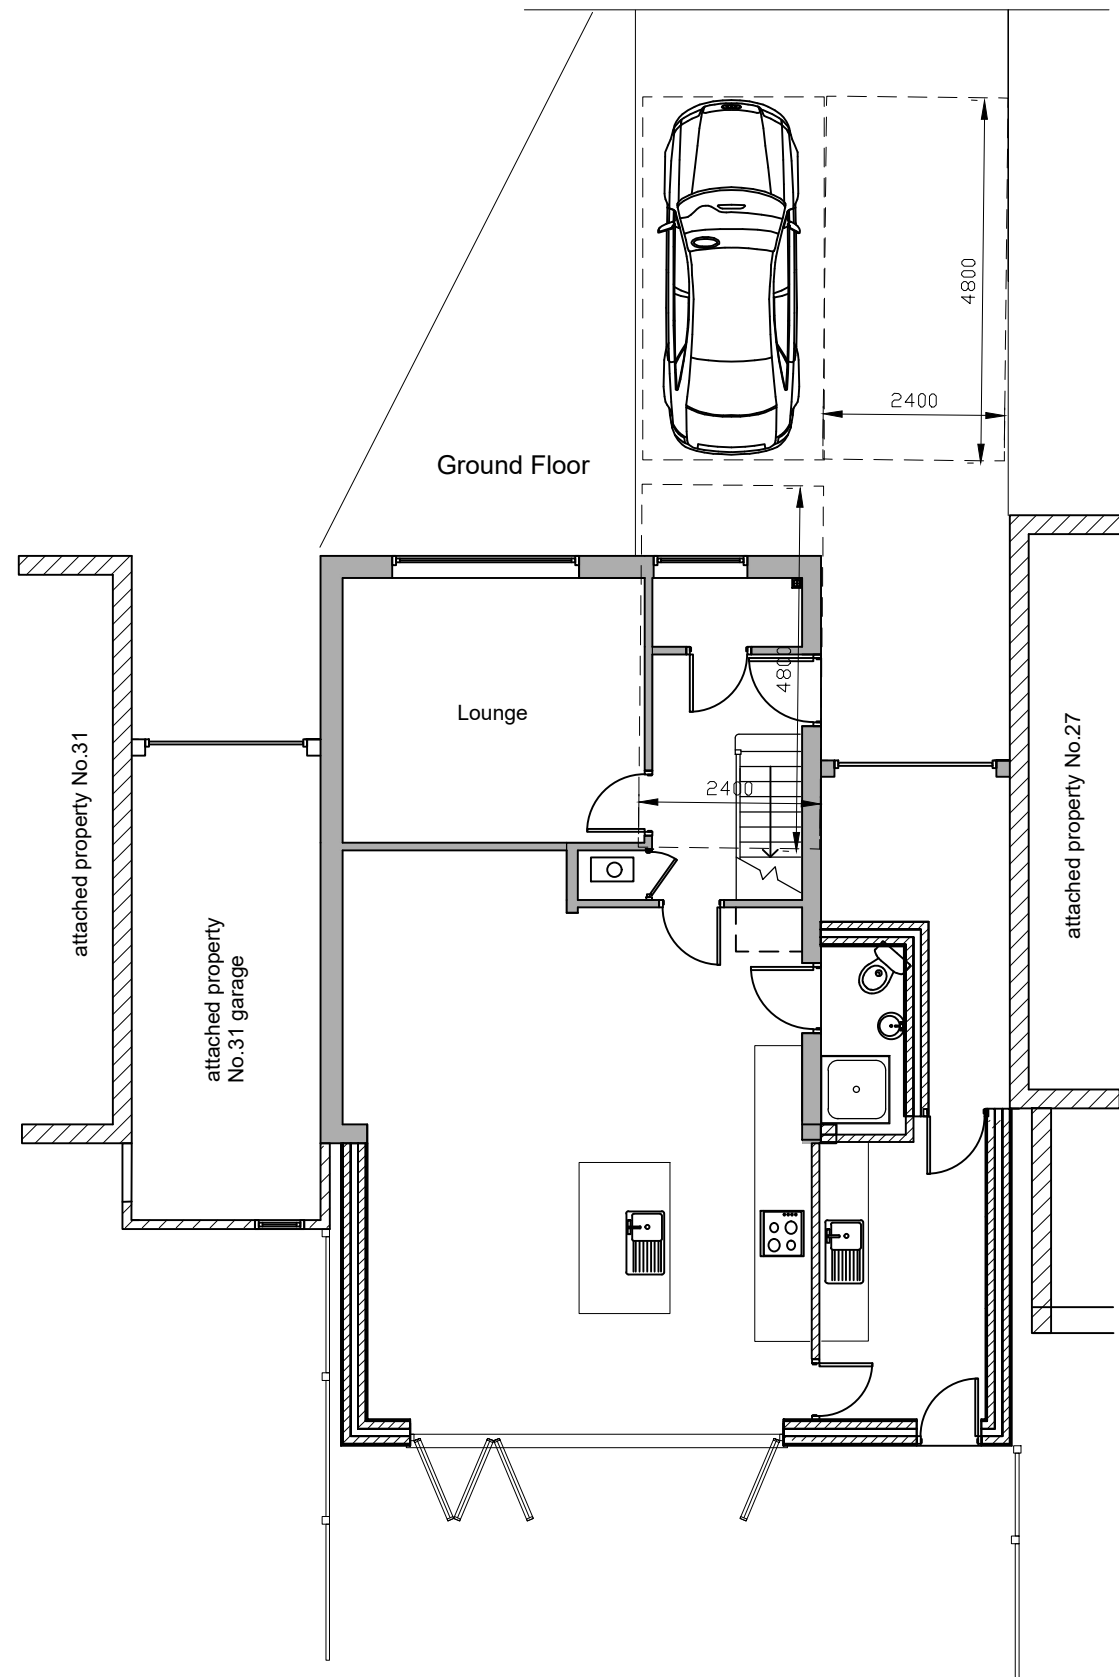 4800
2400
Ground Floor
4800
Lounge
2400
attached property No.31
attached property
No.31 garage
attached property No.27